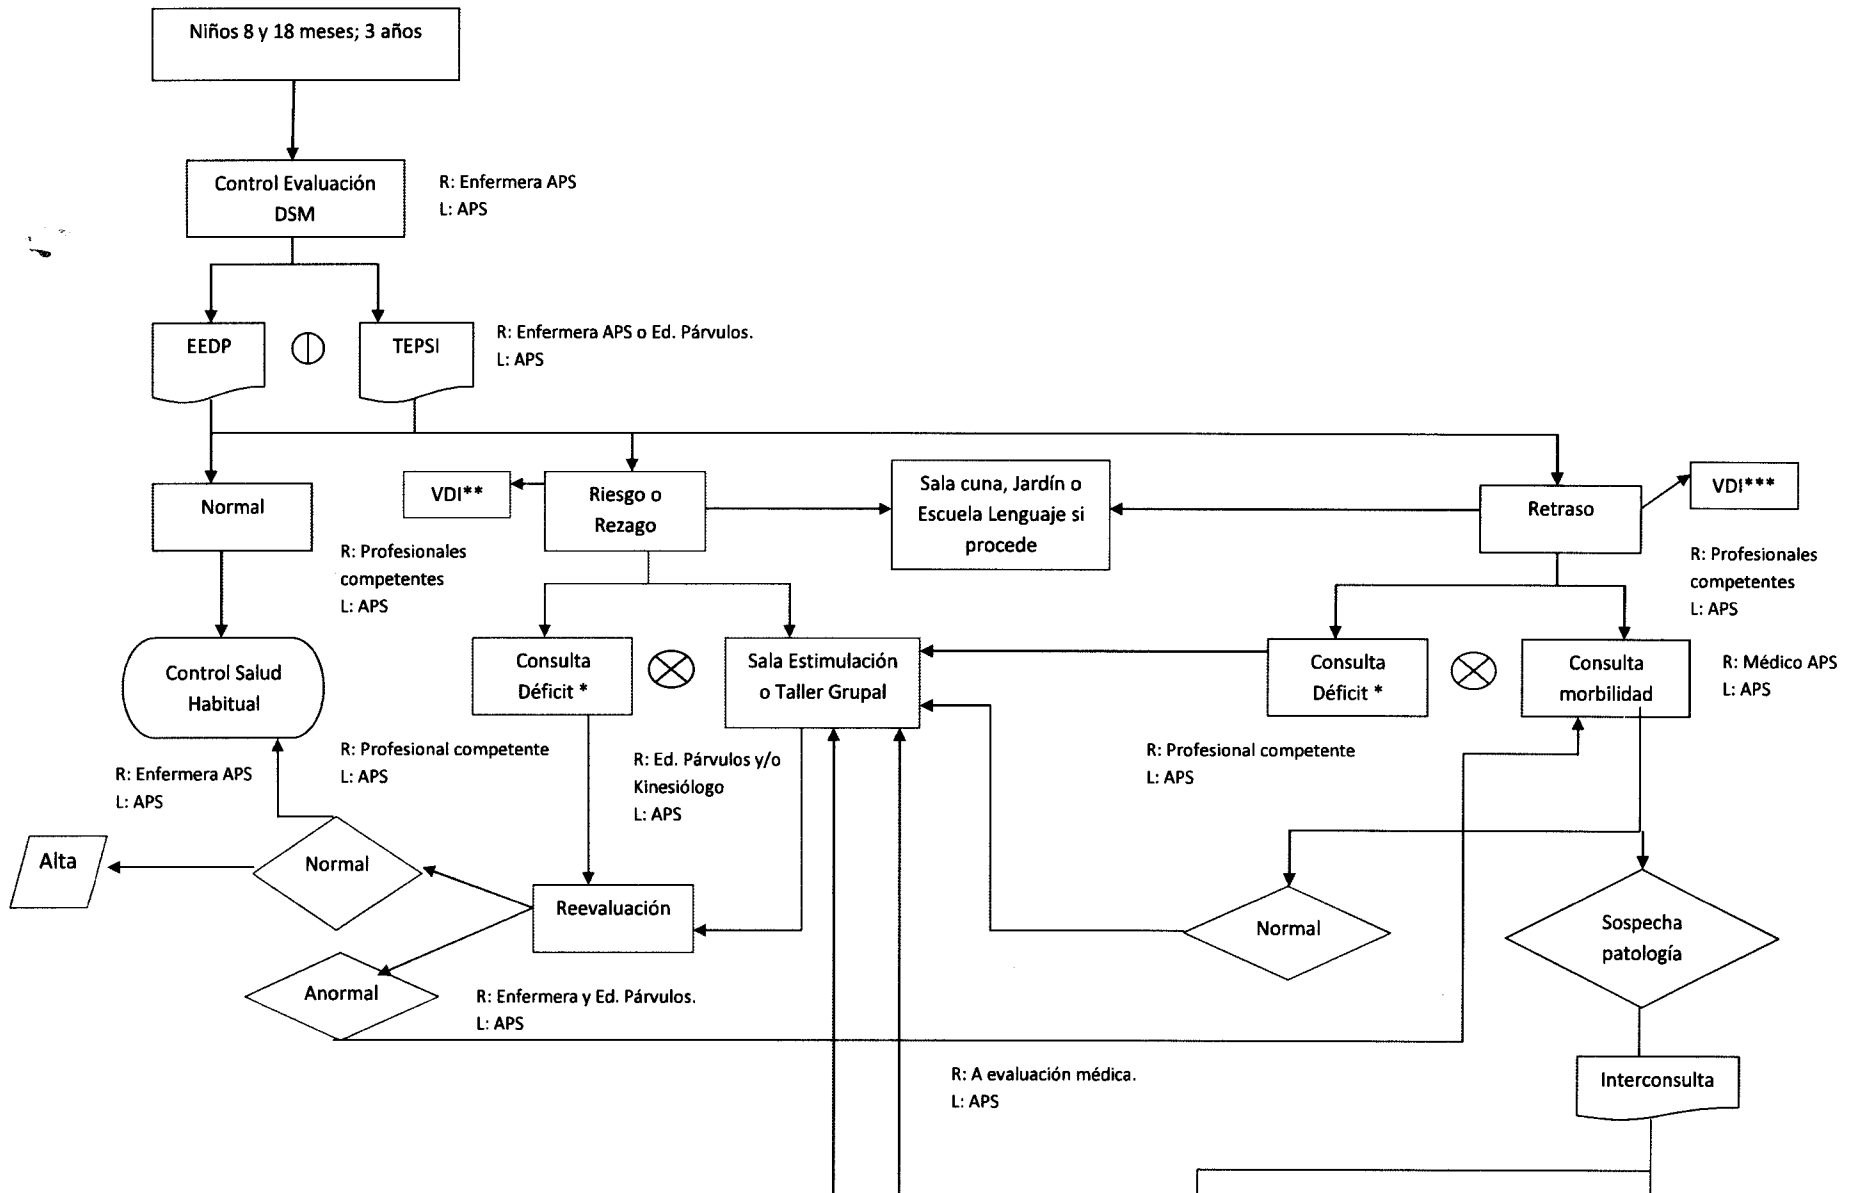 Niños 8 y 18 meses; 3 años
Control Evaluación
DSM
R: Enfermera APS
L: APS
EEDP
TEPSI
R: Enfermera APS o Ed. Párvulos.
L: APS
Normal
VDI**
Riesgo o
Rezago
Sala cuna, Jardín o
Escuela Lenguaje si
procede
Retraso
VDI***
R: Profesionales
competentes
L: APS
R: Profesionales
competentes
L: APS
Control Salud
Habitual
Consulta
Déficit *
Sala Estimulación
o Taller Grupal
Consulta
Déficit *
Consulta
morbilidad
R: Médico APS
L: APS
R: Enfermera APS
L: APS
R: Profesional competente
L: APS
R: Ed. Párvulos y/o
Kinesiólogo
L: APS
R: Profesional competente
L: APS
Alta
Normal
Reevaluación
Normal
Sospecha
patología
Anormal
R: Enfermera y Ed. Párvulos.
L: APS
R: A evaluación médica.
L: APS
Interconsulta